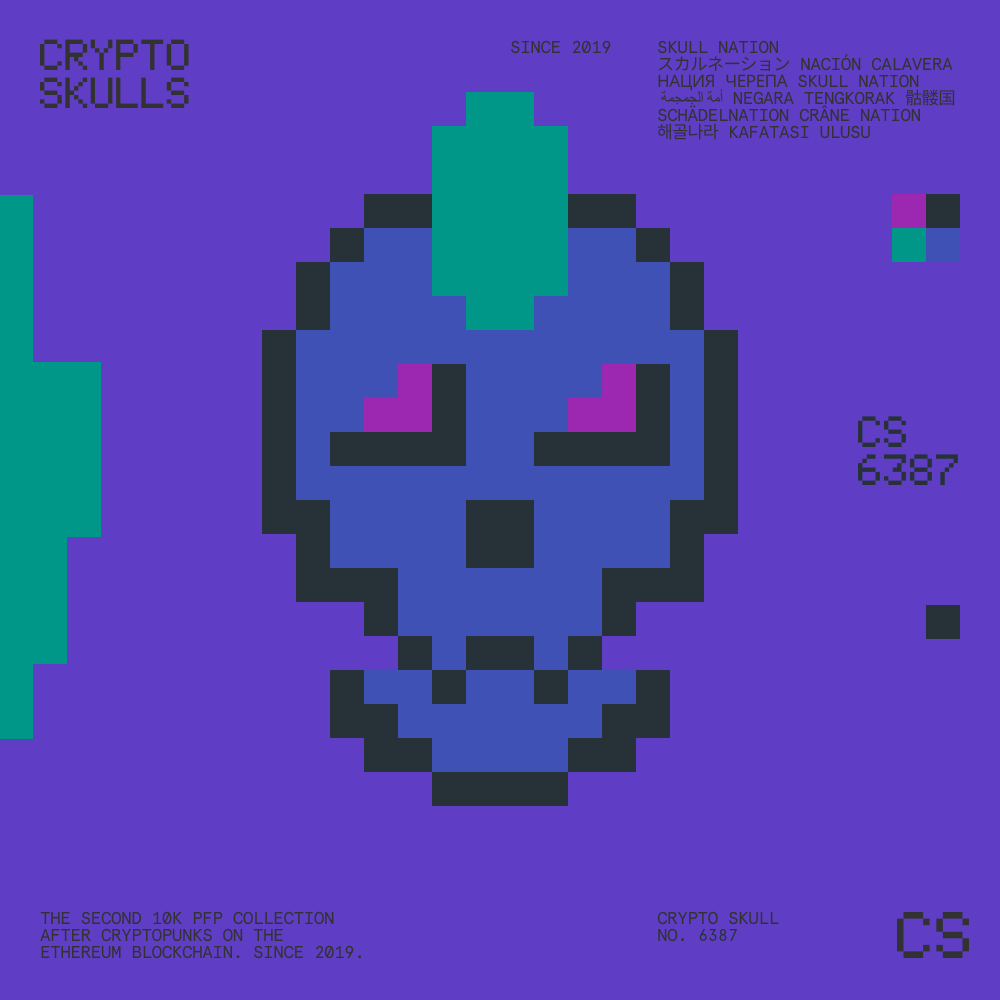 CRYPTO
SKULLS
SINCE 2019
SKULL NATION
スカルネーション NACIÓN CALAVERA
НАЦИЯ ЧЕРЕПА SKULL NATION
أمة الجمجمة NEGARA TENGKORAK 骷髅国
SCHÄDELNATION CRÂNE NATION
해골나라 KAFATASI ULUSU
CS
6387
THE SECOND 10K PFP COLLECTION
AFTER CRYPTOPUNKS ON THE
ETHEREUM BLOCKCHAIN. SINCE 2019.
CRYPTO SKULL
NO. 6387
CS